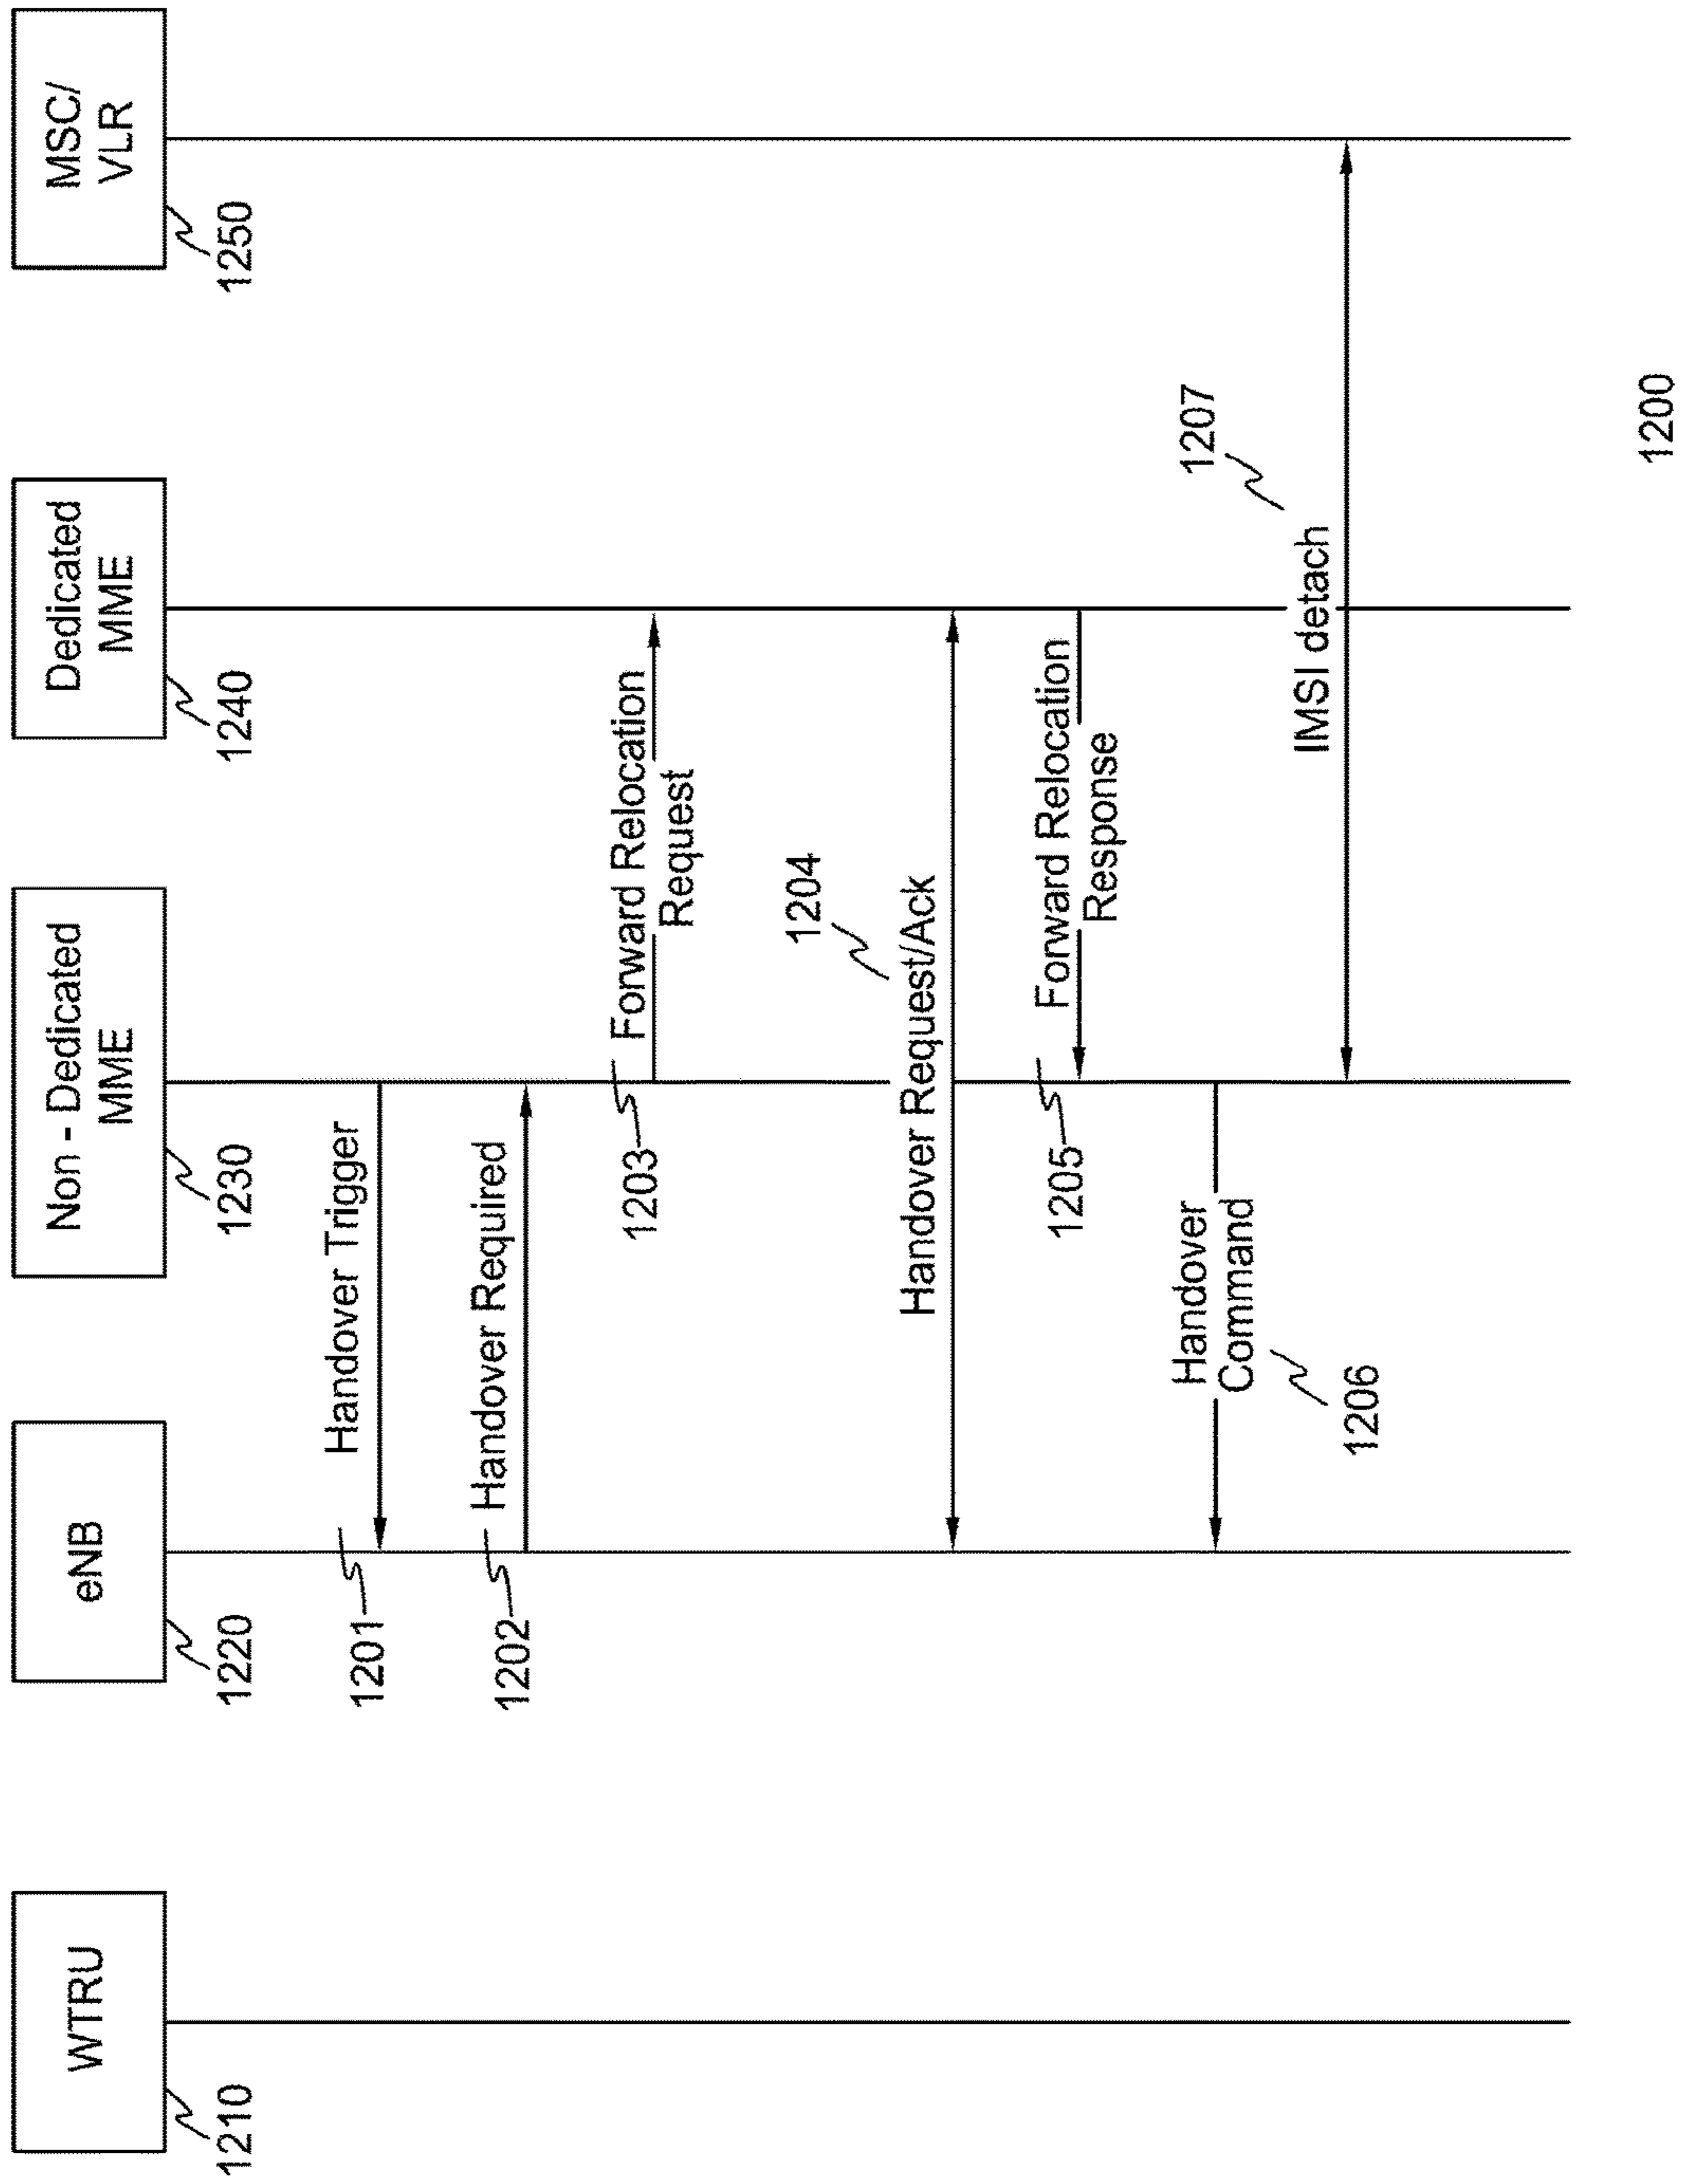 WTRU
1210
eNB
1220
Non - Dedicated
MME
1230
Dedicated
MME
1240
MSC/
VLR
1250
1201
Handover Trigger
1202
Handover Required
1203
Forward Relocation
Request
1204
Handover Request/Ack
1205
Forward Relocation
Response
Handover
Command
1206
1207
IMSI detach
1200